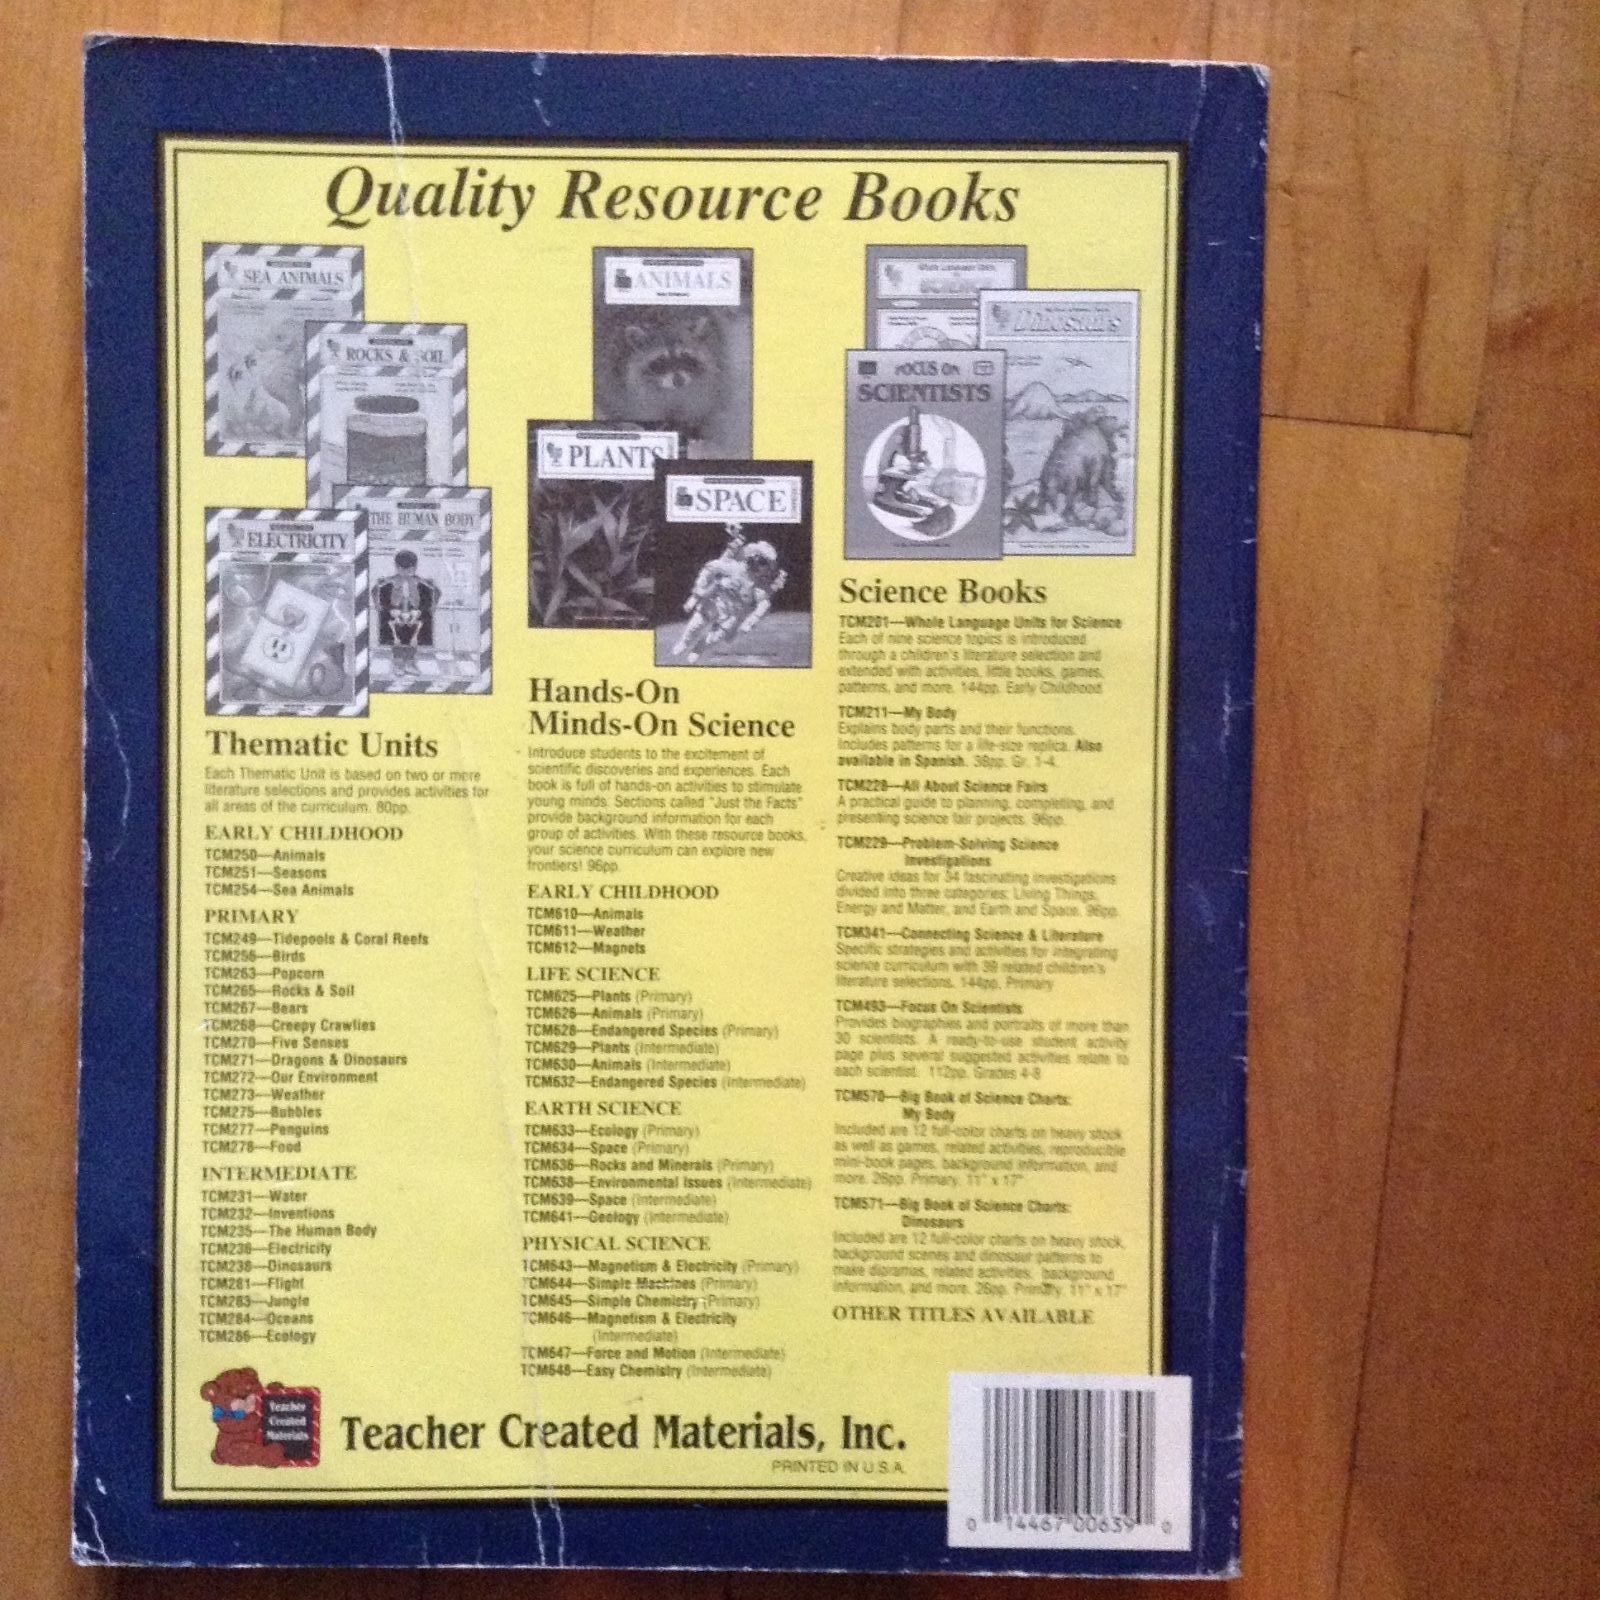 Quality Resource Books
SEA ANIMALS
ROCKS & SOIL
THE HUMAN BODY
ELECTRICITY
Thematic Units
Each Thematic Unit is based on two or more
literature selections and provides activities for
all areas of the curriculum. 80pp.
EARLY CHILDHOOD
TCM250—Animals
TCM251—Seasons
TCM254—Sea Animals
PRIMARY
TCM249—Tidepools & Coral Reefs
TCM256—Birds
TCM263—Popcorn
TCM265—Rocks & Soil
TCM267—Bears
TCM268—Creepy Crawlies
TCM270—Five Senses
TCM271—Dragons & Dinosaurs
TCM272—Our Environment
TCM273—Weather
TCM275—Bubbles
TCM277—Penguins
TCM278—Food
INTERMEDIATE
TCM231—Water
TCM232—Inventions
TCM235—The Human Body
TCM236—Electricity
TCM238—Dinosaurs
TCM281—Flight
TCM283—Jungle
TCM284—Oceans
TCM286—Ecology
ANIMALS
PLANTS
SPACE
Hands-On
Minds-On Science
Introduce students to the excitement of
scientific discoveries and experiences. Each
book is full of hands-on activities to stimulate
young minds. Sections called "Just the Facts"
provide background information for each
group of activities. With these resource books,
your science curriculum can explore new
frontiers! 96pp.
EARLY CHILDHOOD
TCM610—Animals
TCM611—Weather
TCM612—Magnets
LIFE SCIENCE
TCM625—Plants (Primary)
TCM626—Animals (Primary)
TCM628—Endangered Species (Primary)
TCM629—Plants (Intermediate)
TCM630—Animals (Intermediate)
TCM632—Endangered Species (Intermediate)
EARTH SCIENCE
TCM633—Ecology (Primary)
TCM634—Space (Primary)
TCM636—Rocks and Minerals (Primary)
TCM638—Environmental Issues (Intermediate)
TCM639—Space (Intermediate)
TCM641—Geology (Intermediate)
PHYSICAL SCIENCE
TCM643—Magnetism & Electricity (Primary)
TCM644—Simple Machines (Primary)
TCM645—Simple Chemistry (Primary)
TCM646—Magnetism & Electricity
(Intermediate)
TCM647—Force and Motion (Intermediate)
TCM648—Easy Chemistry (Intermediate)
Whole Language Units
SCIENCE
Dinosaurs
FOCUS ON
SCIENTISTS
Science Books
TCM201—Whole Language Units for Science
Each of nine science topics is introduced
through a children's literature selection and
extended with activities, little books, games,
patterns, and more. 144pp. Early Childhood
TCM211—My Body
Explains body parts and their functions.
Includes patterns for a life-size replica. Also
available in Spanish. 38pp. Gr. 1-4.
TCM228—All About Science Fairs
A practical guide to planning, completing, and
presenting science fair projects. 96pp.
TCM229—Problem-Solving Science
Investigations
Creative ideas for 54 fascinating investigations
divided into three categories: Living Things,
Energy and Matter, and Earth and Space. 96pp.
TCM341—Connecting Science & Literature
Specific strategies and activities for integrating
science curriculum with 39 related children's
literature selections. 144pp. Primary
TCM493—Focus On Scientists
Provides biographies and portraits of more than
30 scientists. A ready-to-use student activity
page plus several suggested activities relate to
each scientist. 112pp. Grades 4-8
TCM570—Big Book of Science Charts:
My Body
Included are 12 full-color charts on heavy stock
as well as games, related activities, reproducible
mini-book pages, background information, and
more. 26pp. Primary. 11" x 17"
TCM571—Big Book of Science Charts:
Dinosaurs
Included are 12 full-color charts on heavy stock,
background scenes and dinosaur patterns to
make dioramas, related activities, background
information, and more. 26pp. Primary. 11" x 17"
OTHER TITLES AVAILABLE
Teacher
Created
Materials
Teacher Created Materials, Inc.
PRINTED IN U.S.A.
0 14467 00639 0